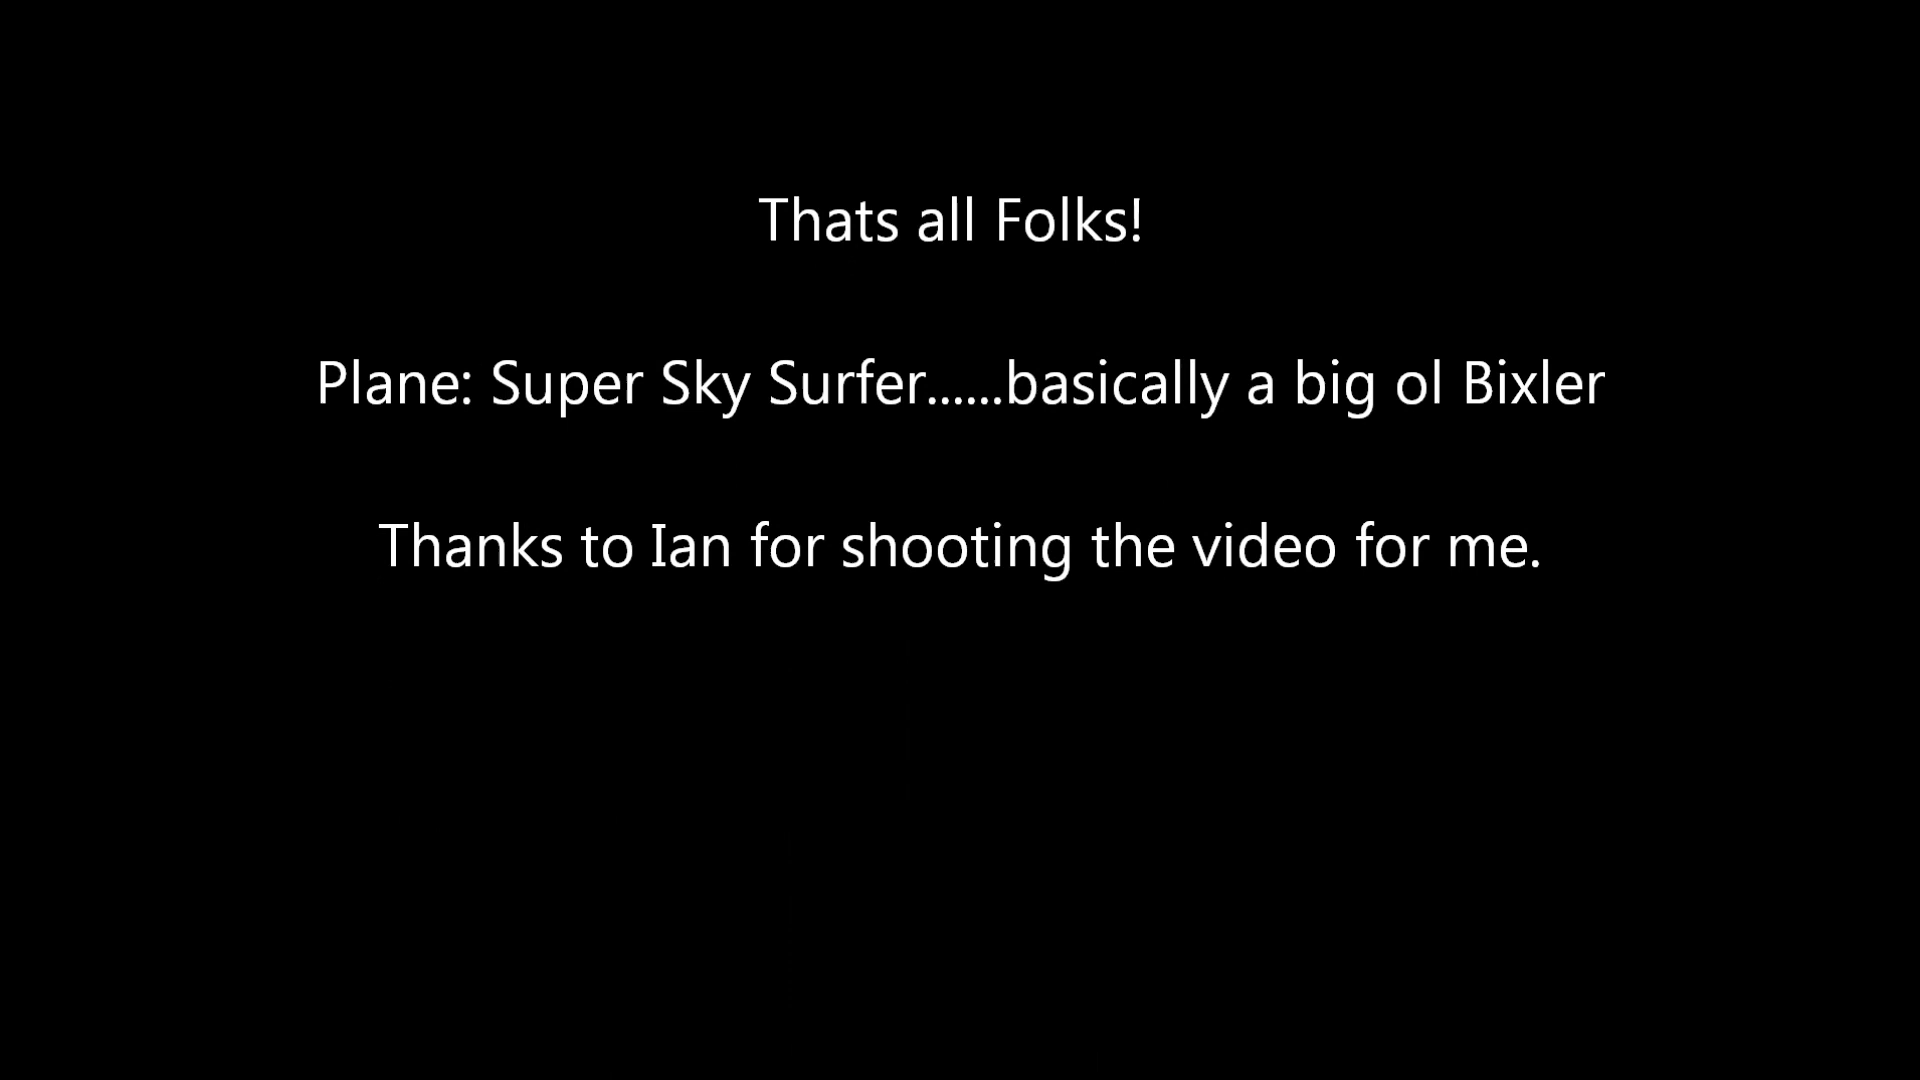 Thats all Folks!
Plane: Super Sky Surfer......basically a big ol Bixler
Thanks to Ian for shooting the video for me.